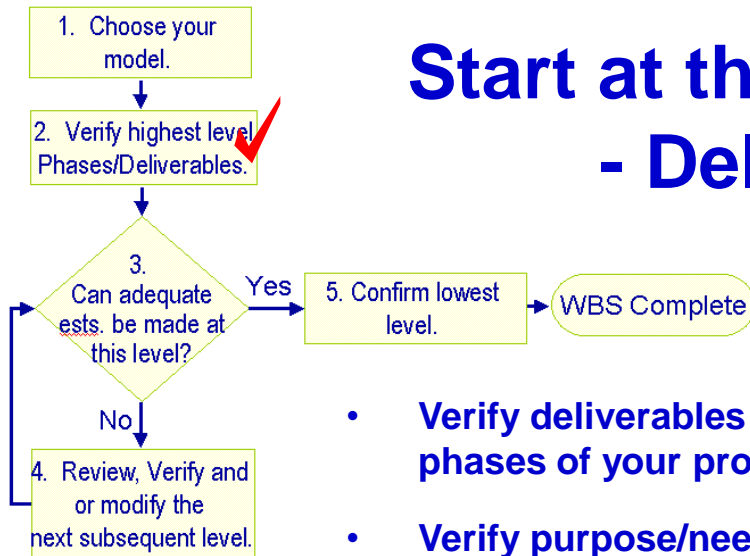 1. Choose your
model.
Start at th
- Del
2. Verify highest level
Phases/Deliverables.
3.
Can adequate
ests. be made at
this level?
Yes
5. Confirm lowest
level.
WBS Complete
No
4. Review, Verify and
or modify the
next subsequent level.
• Verify deliverables
phases of your pro
• Verify purpose/nee